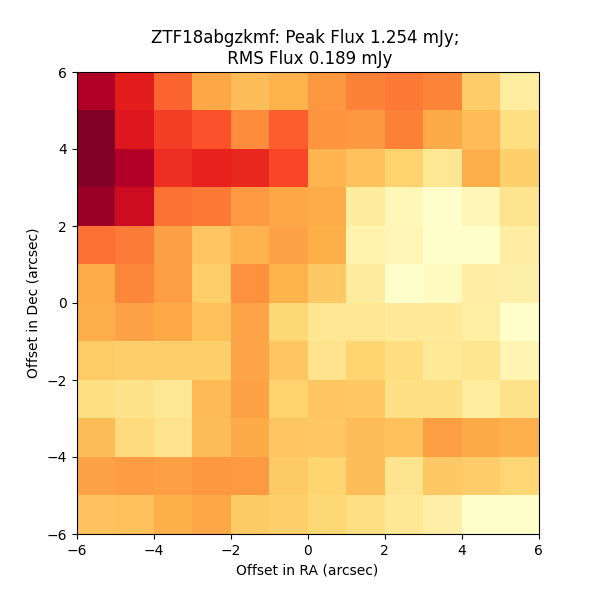 ZTF18abgzkmf: Peak Flux 1.254 mJy;
RMS Flux 0.189 mJy
6
4
2
0
−2
−4
−6
Offset in Dec (arcsec)
−6 −4 −2 0 2 4 6
Offset in RA (arcsec)